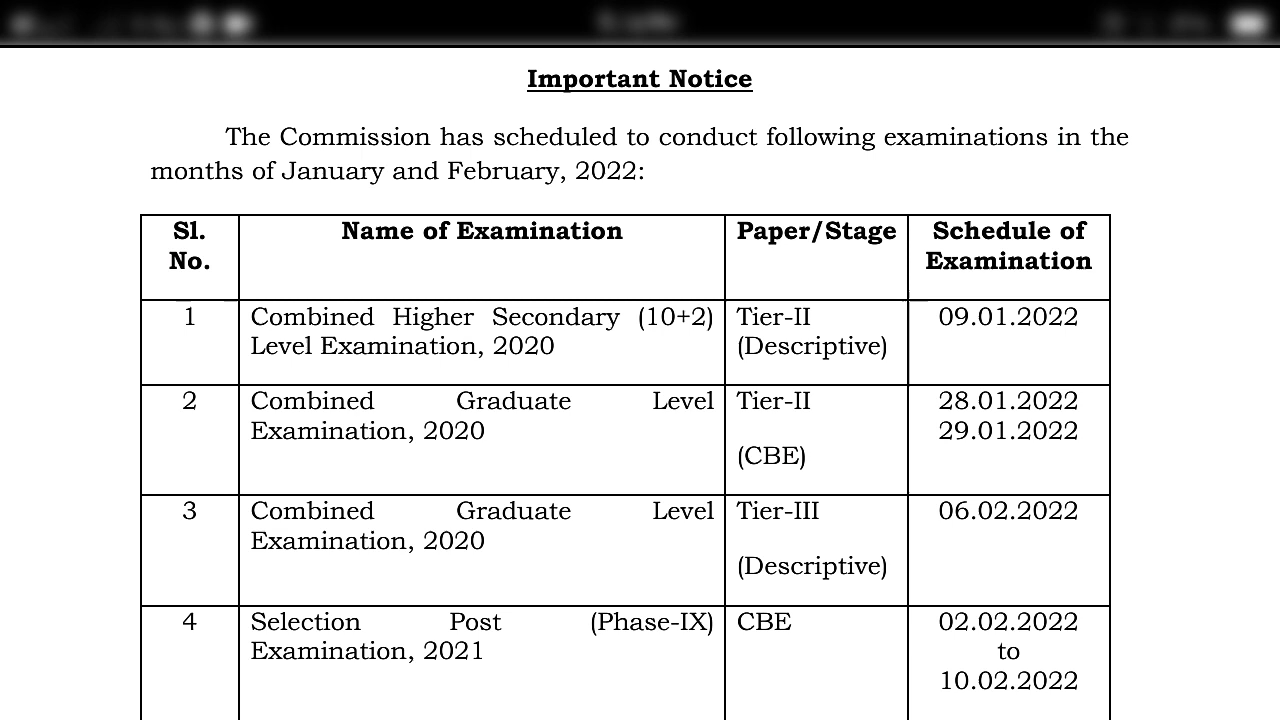 Important Notice
The Commission has scheduled to conduct following examinations in the
months of January and February, 2022:
Sl. No. Name of Examination Paper/Stage Schedule of Examination
1 Combined Higher Secondary (10+2) Level Examination, 2020 Tier-II (Descriptive) 09.01.2022
2 Combined Graduate Level Examination, 2020 Tier-II (CBE) 28.01.2022 29.01.2022
3 Combined Graduate Level Examination, 2020 Tier-III (Descriptive) 06.02.2022
4 Selection Post (Phase-IX) Examination, 2021 CBE 02.02.2022 to 10.02.2022